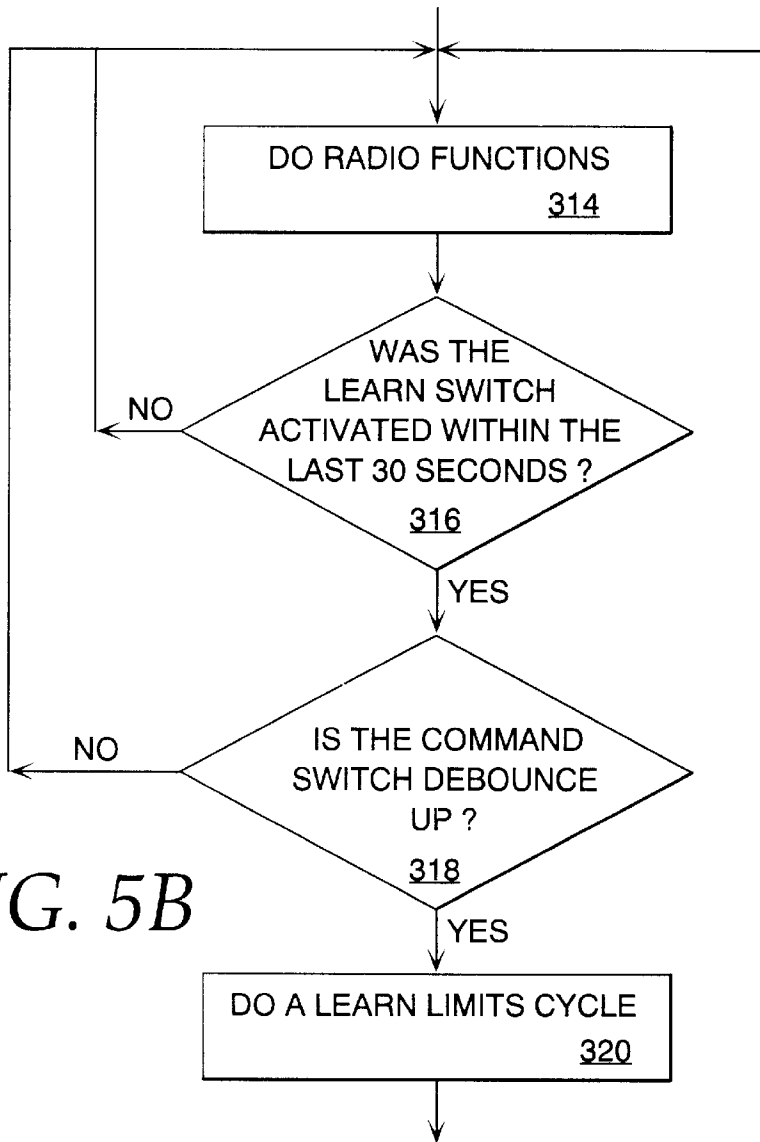 DO RADIO FUNCTIONS
314
WAS THE
LEARN SWITCH
ACTIVATED WITHIN THE
LAST 30 SECONDS ?
316
NO
YES
IS THE COMMAND
SWITCH DEBOUNCE
UP ?
318
NO
YES
G. 5B
DO A LEARN LIMITS CYCLE
320